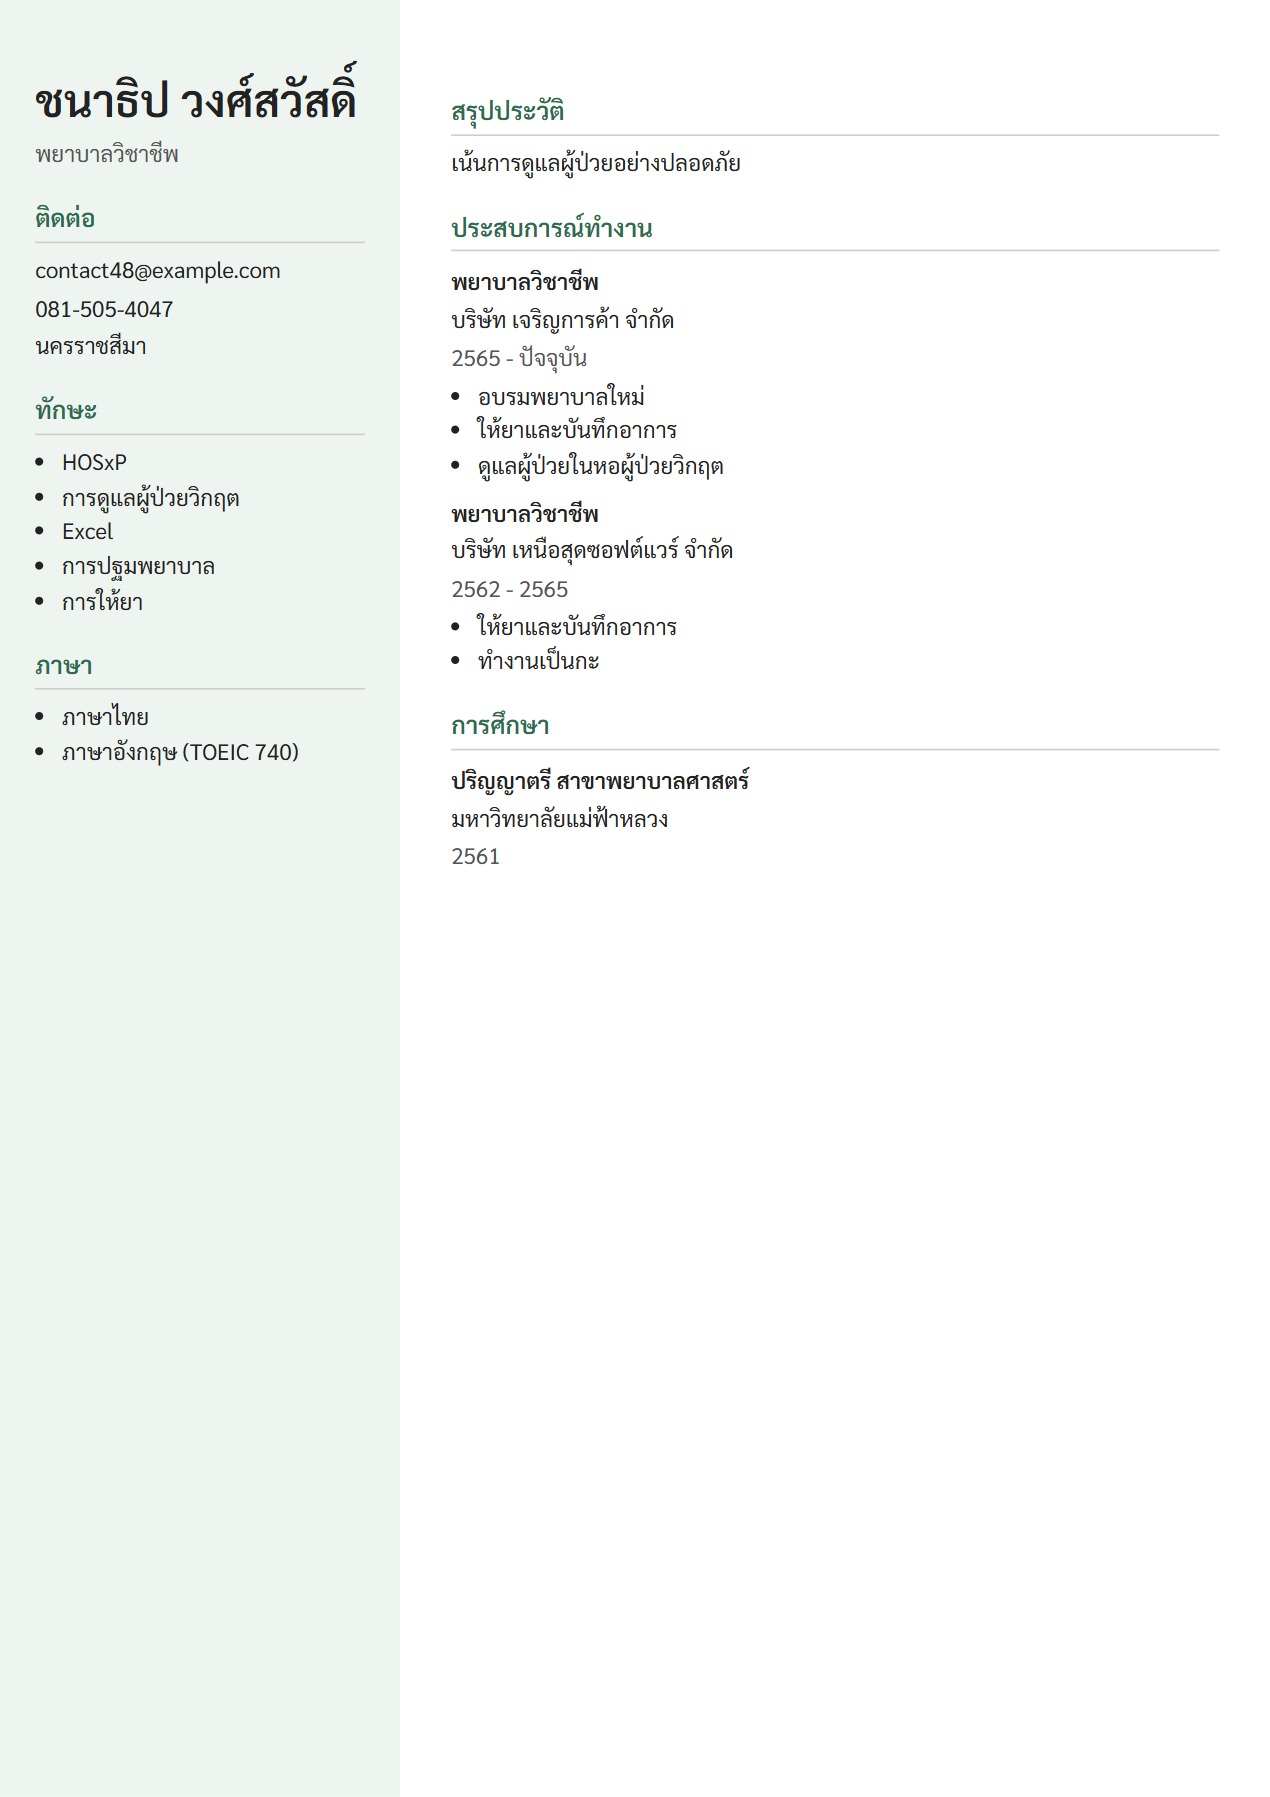 ชนาธิป วงศ์สวัสดิ์
พยาบาลวิชาชีพ
ติดต่อ
contact48@example.com
081-505-4047
นครราชสีมา
ทักษะ
• HOSxP
• การดูแลผู้ป่วยวิกฤต
• Excel
• การปฐมพยาบาล
• การให้ยา
ภาษา
• ภาษาไทย
• ภาษาอังกฤษ (TOEIC 740)
สรุปประวัติ
เน้นการดูแลผู้ป่วยอย่างปลอดภัย
ประสบการณ์ทำงาน
พยาบาลวิชาชีพ
บริษัท เจริญการค้า จำกัด
2565 - ปัจจุบัน
• อบรมพยาบาลใหม่
• ให้ยาและบันทึกอาการ
• ดูแลผู้ป่วยในหอผู้ป่วยวิกฤต
พยาบาลวิชาชีพ
บริษัท เหนือสุดซอฟต์แวร์ จำกัด
2562 - 2565
• ให้ยาและบันทึกอาการ
• ทำงานเป็นกะ
การศึกษา
ปริญญาตรี สาขาพยาบาลศาสตร์
มหาวิทยาลัยแม่ฟ้าหลวง
2561